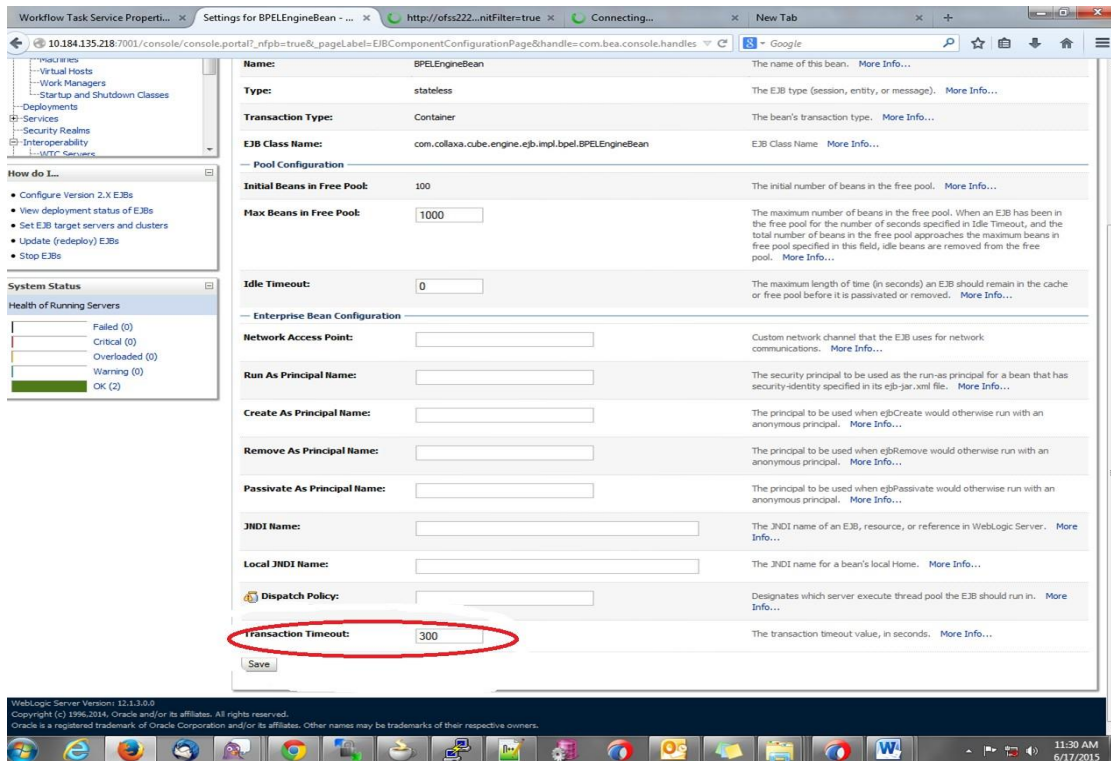 Workflow Task Service Properti... ×
Settings for BPELEngineBean - ... ×
http://ofss222...nitFilter=true ×
Connecting... ×
New Tab ×
+
10.184.135.218:7001/console/console.portal?_nfpb=true&_pageLabel=EJBComponentConfigurationPage&handle=com.bea.console.handles
Google
Machines
Virtual Hosts
Work Managers
Startup and Shutdown Classes
Deployments
Services
Security Realms
Interoperability
WTC Servers
How do I...
Configure Version 2.X EJBs
View deployment status of EJBs
Set EJB target servers and clusters
Update (redeploy) EJBs
Stop EJBs
System Status
Health of Running Servers
Failed (0)
Critical (0)
Overloaded (0)
Warning (0)
OK (2)
Name: BPELEngineBean The name of this bean. More Info...
Type: stateless The EJB type (session, entity, or message). More Info...
Transaction Type: Container The bean's transaction type. More Info...
EJB Class Name: com.collaxa.cube.engine.ejb.impl.bpel.BPELEngineBean EJB Class Name More Info...
Pool Configuration
Initial Beans in Free Pool: 100 The initial number of beans in the free pool. More Info...
Max Beans in Free Pool: 1000 The maximum number of beans in the free pool. When an EJB has been in
the free pool for the number of seconds specified in Idle Timeout, and the
total number of beans in the free pool approaches the maximum beans in
free pool specified in this field, idle beans are removed from the free
pool. More Info...
Idle Timeout: 0 The maximum length of time (in seconds) an EJB should remain in the cache
or free pool before it is passivated or removed. More Info...
Enterprise Bean Configuration
Network Access Point: Custom network channel that the EJB uses for network
communications. More Info...
Run As Principal Name: The security principal to be used as the run-as principal for a bean that has
security-identity specified in its ejb-jar.xml file. More Info...
Create As Principal Name: The principal to be used when ejbCreate would otherwise run with an
anonymous principal. More Info...
Remove As Principal Name: The principal to be used when ejbRemove would otherwise run with an
anonymous principal. More Info...
Passivate As Principal Name: The principal to be used when ejbPassivate would otherwise run with an
anonymous principal. More Info...
JNDI Name: The JNDI name of an EJB, resource, or reference in WebLogic Server. More
Info...
Local JNDI Name: The JNDI name for a bean's local Home. More Info...
Dispatch Policy: Designates which server execute thread pool the EJB should run in. More
Info...
Transaction Timeout: 300 The transaction timeout value, in seconds. More Info...
Save
WebLogic Server Version: 12.1.3.0.0
Copyright (c) 1996,2014, Oracle and/or its affiliates. All rights reserved.
Oracle is a registered trademark of Oracle Corporation and/or its affiliates. Other names may be trademarks of their respective owners.
11:30 AM
6/17/2015